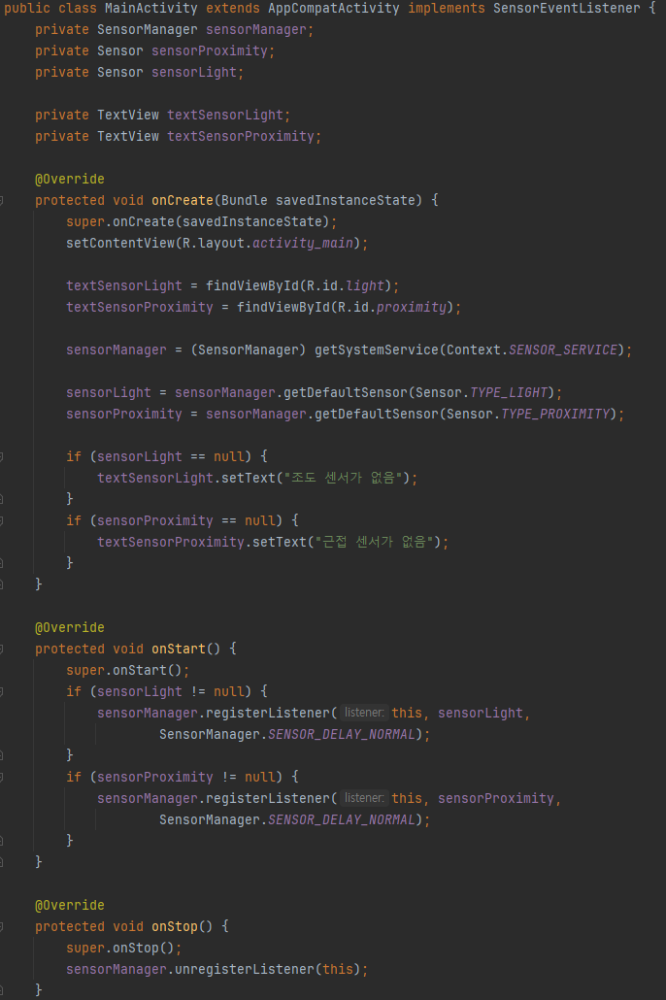 public class MainActivity extends AppCompatActivity implements SensorEventListener {
    private SensorManager sensorManager;
    private Sensor sensorProximity;
    private Sensor sensorLight;

    private TextView textSensorLight;
    private TextView textSensorProximity;

    @Override
    protected void onCreate(Bundle savedInstanceState) {
        super.onCreate(savedInstanceState);
        setContentView(R.layout.activity_main);

        textSensorLight = findViewById(R.id.light);
        textSensorProximity = findViewById(R.id.proximity);

        sensorManager = (SensorManager) getSystemService(Context.SENSOR_SERVICE);

        sensorLight = sensorManager.getDefaultSensor(Sensor.TYPE_LIGHT);
        sensorProximity = sensorManager.getDefaultSensor(Sensor.TYPE_PROXIMITY);

        if (sensorLight == null) {
            textSensorLight.setText("조도 센서가 없음");
        }
        if (sensorProximity == null) {
            textSensorProximity.setText("근접 센서가 없음");
        }
    }

    @Override
    protected void onStart() {
        super.onStart();
        if (sensorLight != null) {
            sensorManager.registerListener( listener: this, sensorLight,
                    SensorManager.SENSOR_DELAY_NORMAL);
        }
        if (sensorProximity != null) {
            sensorManager.registerListener( listener: this, sensorProximity,
                    SensorManager.SENSOR_DELAY_NORMAL);
        }
    }

    @Override
    protected void onStop() {
        super.onStop();
        sensorManager.unregisterListener(this);
    }